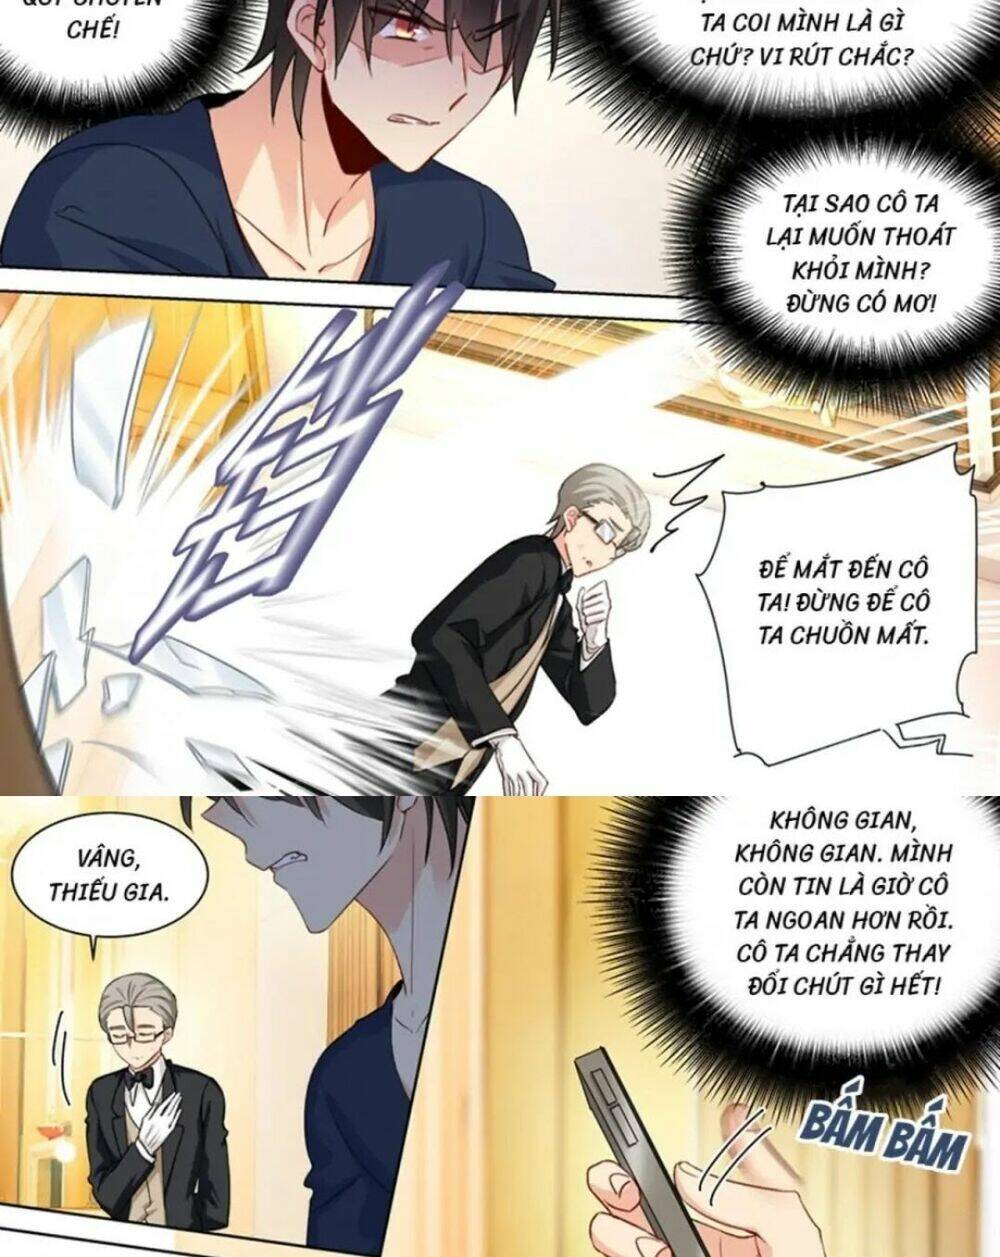 CHẾ!
TA COI MÌNH LÀ GÌ
CHỨ? VI RÚT CHẮC?
TẠI SAO CÔ TA
LẠI MUỐN THOÁT
KHỎI MÌNH?
ĐỪNG CÓ MƠ!
ĐỂ MẮT ĐẾN CÔ
TA! ĐỪNG ĐỂ CÔ
TA CHUỒN MẤT.
VÂNG,
THIẾU GIA.
KHÔNG GIAN,
KHÔNG GIAN. MÌNH
CÒN TIN LÀ GIỜ CÔ
TA NGOAN HƠN RỒI.
CÔ TA CHẲNG THAY
ĐỔI CHÚT GÌ HẾT!
BẤM BẤM